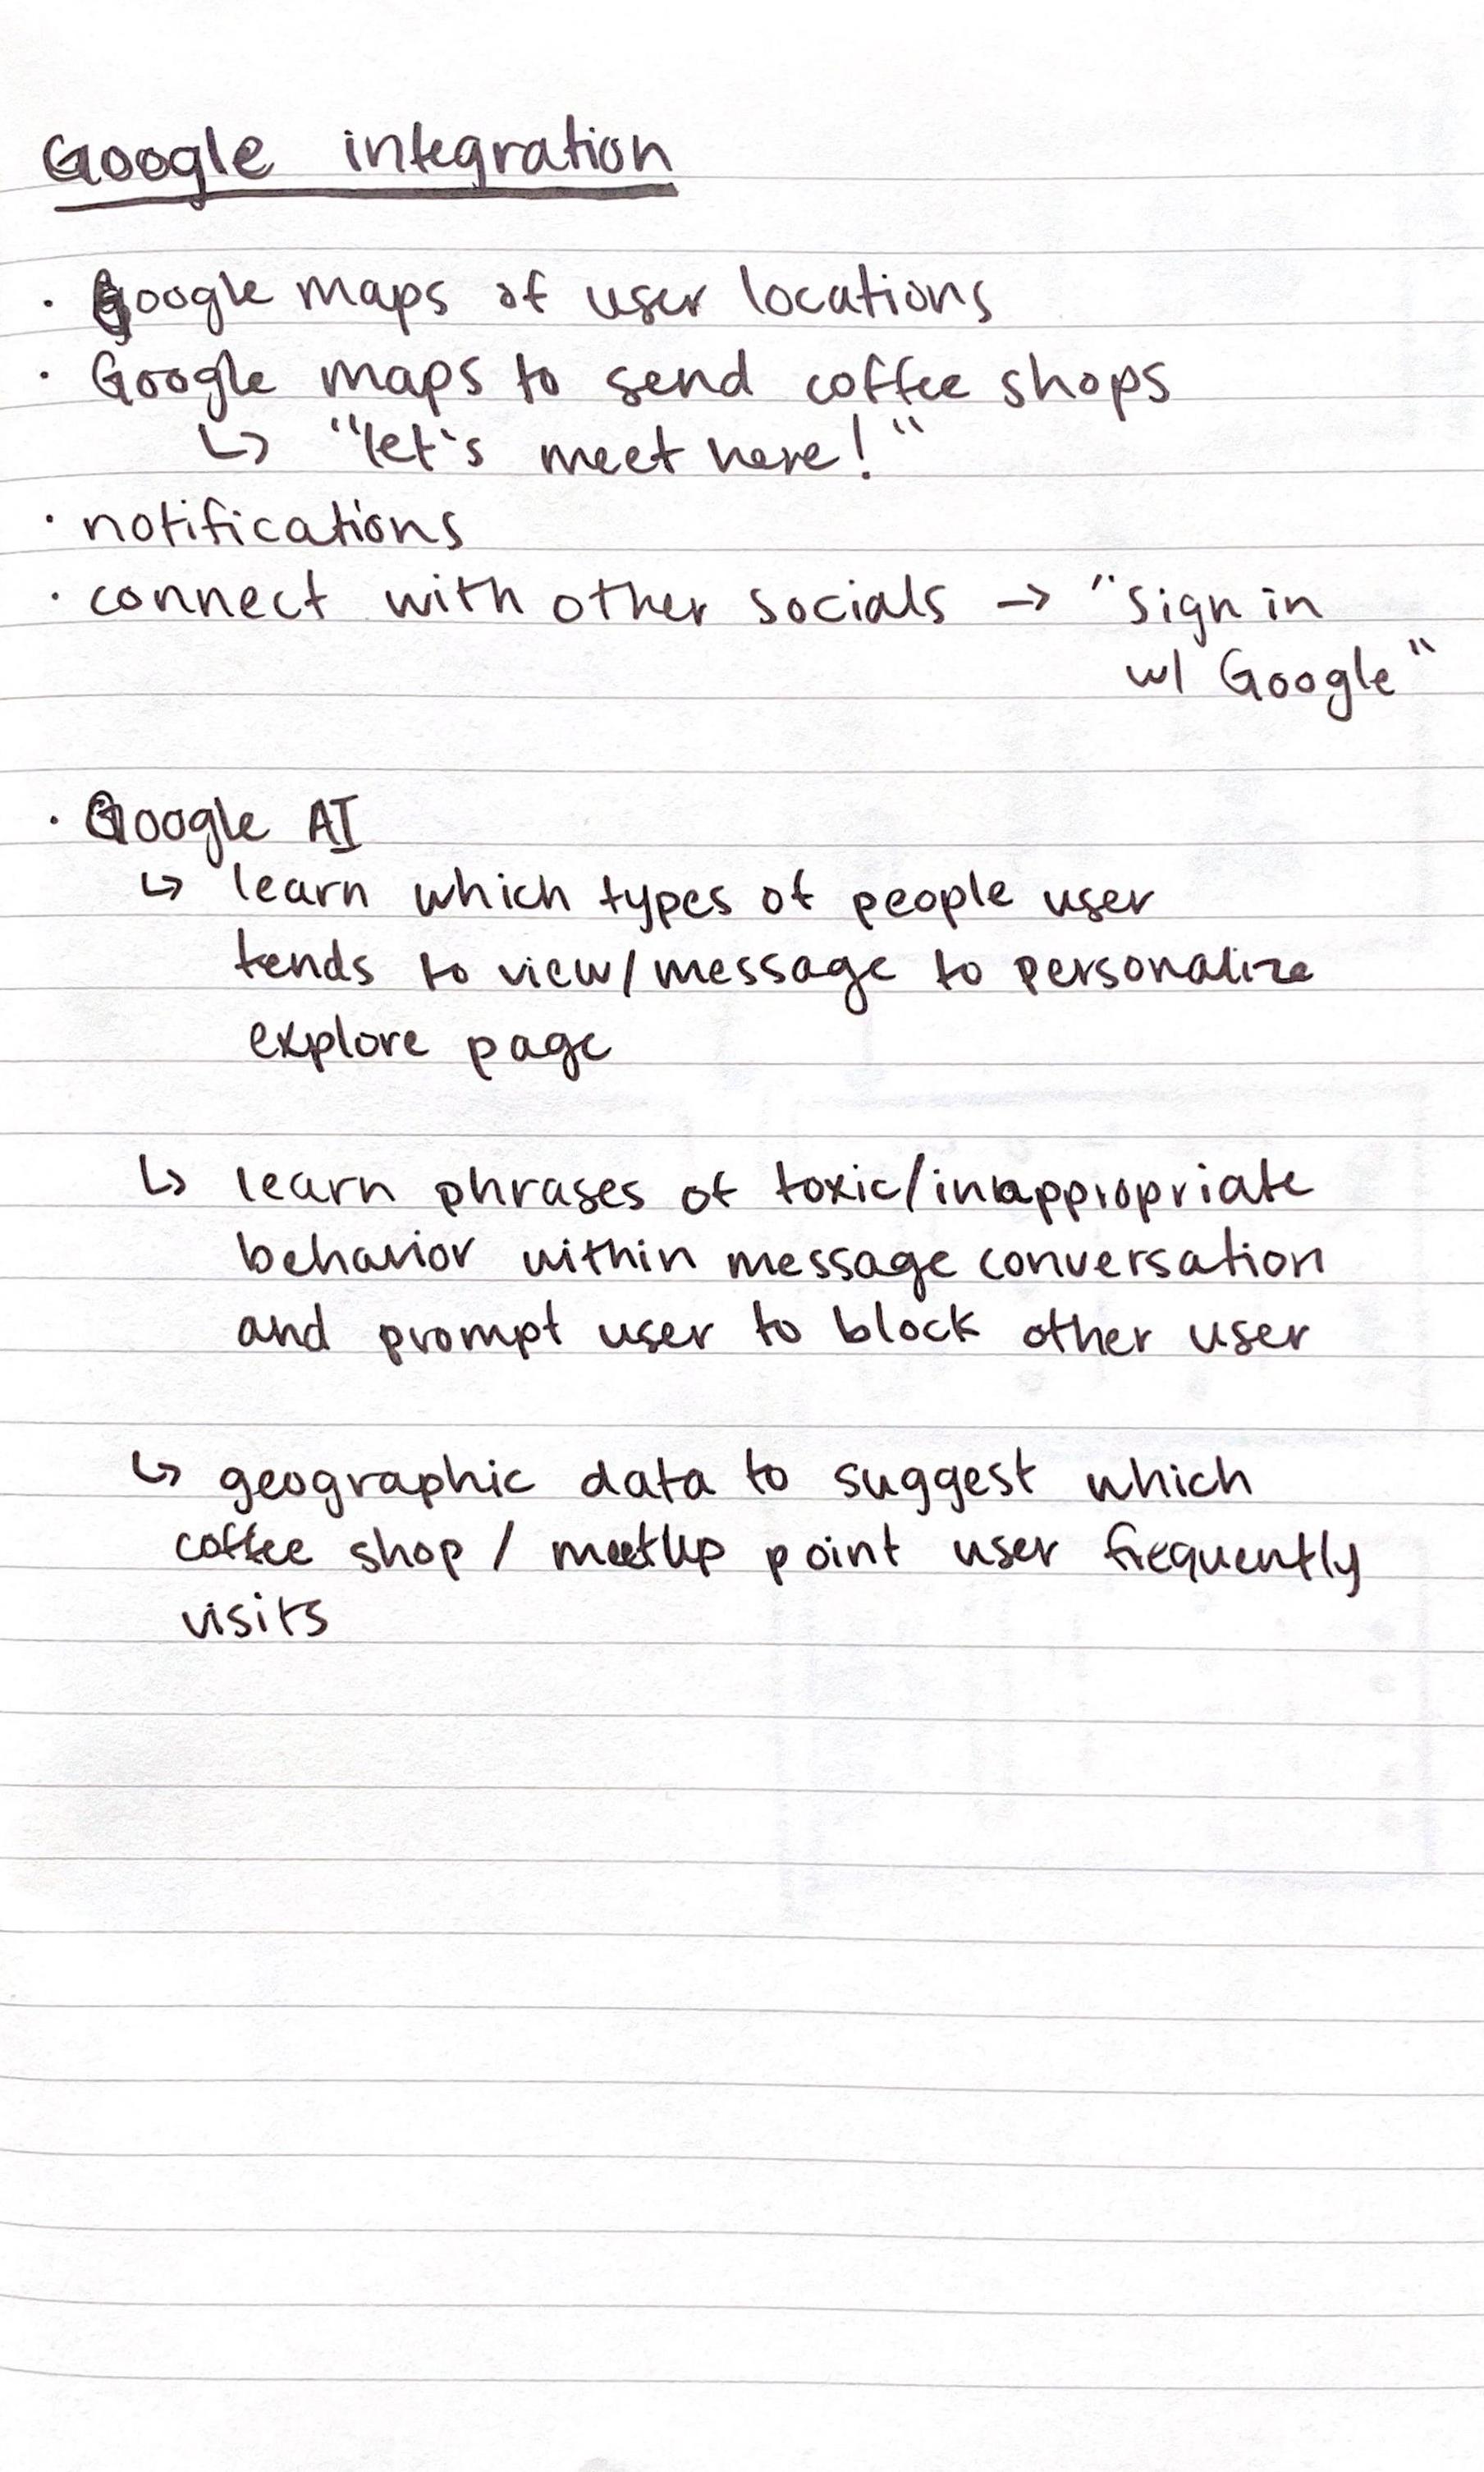 Google integration
· Google maps of user locations
· Google maps to send coffee shops
↳ "let's meet here!"
· notifications
· connect with other socials → "sign in
w/ Google"
· Google AI
↳ learn which types of people user
tends to view/message to personalize
explore page
↳ learn phrases of toxic/inappropriate
behavior within message conversation
and prompt user to block other user
↳ geographic data to suggest which
coffee shop / meetup point user frequently
visits